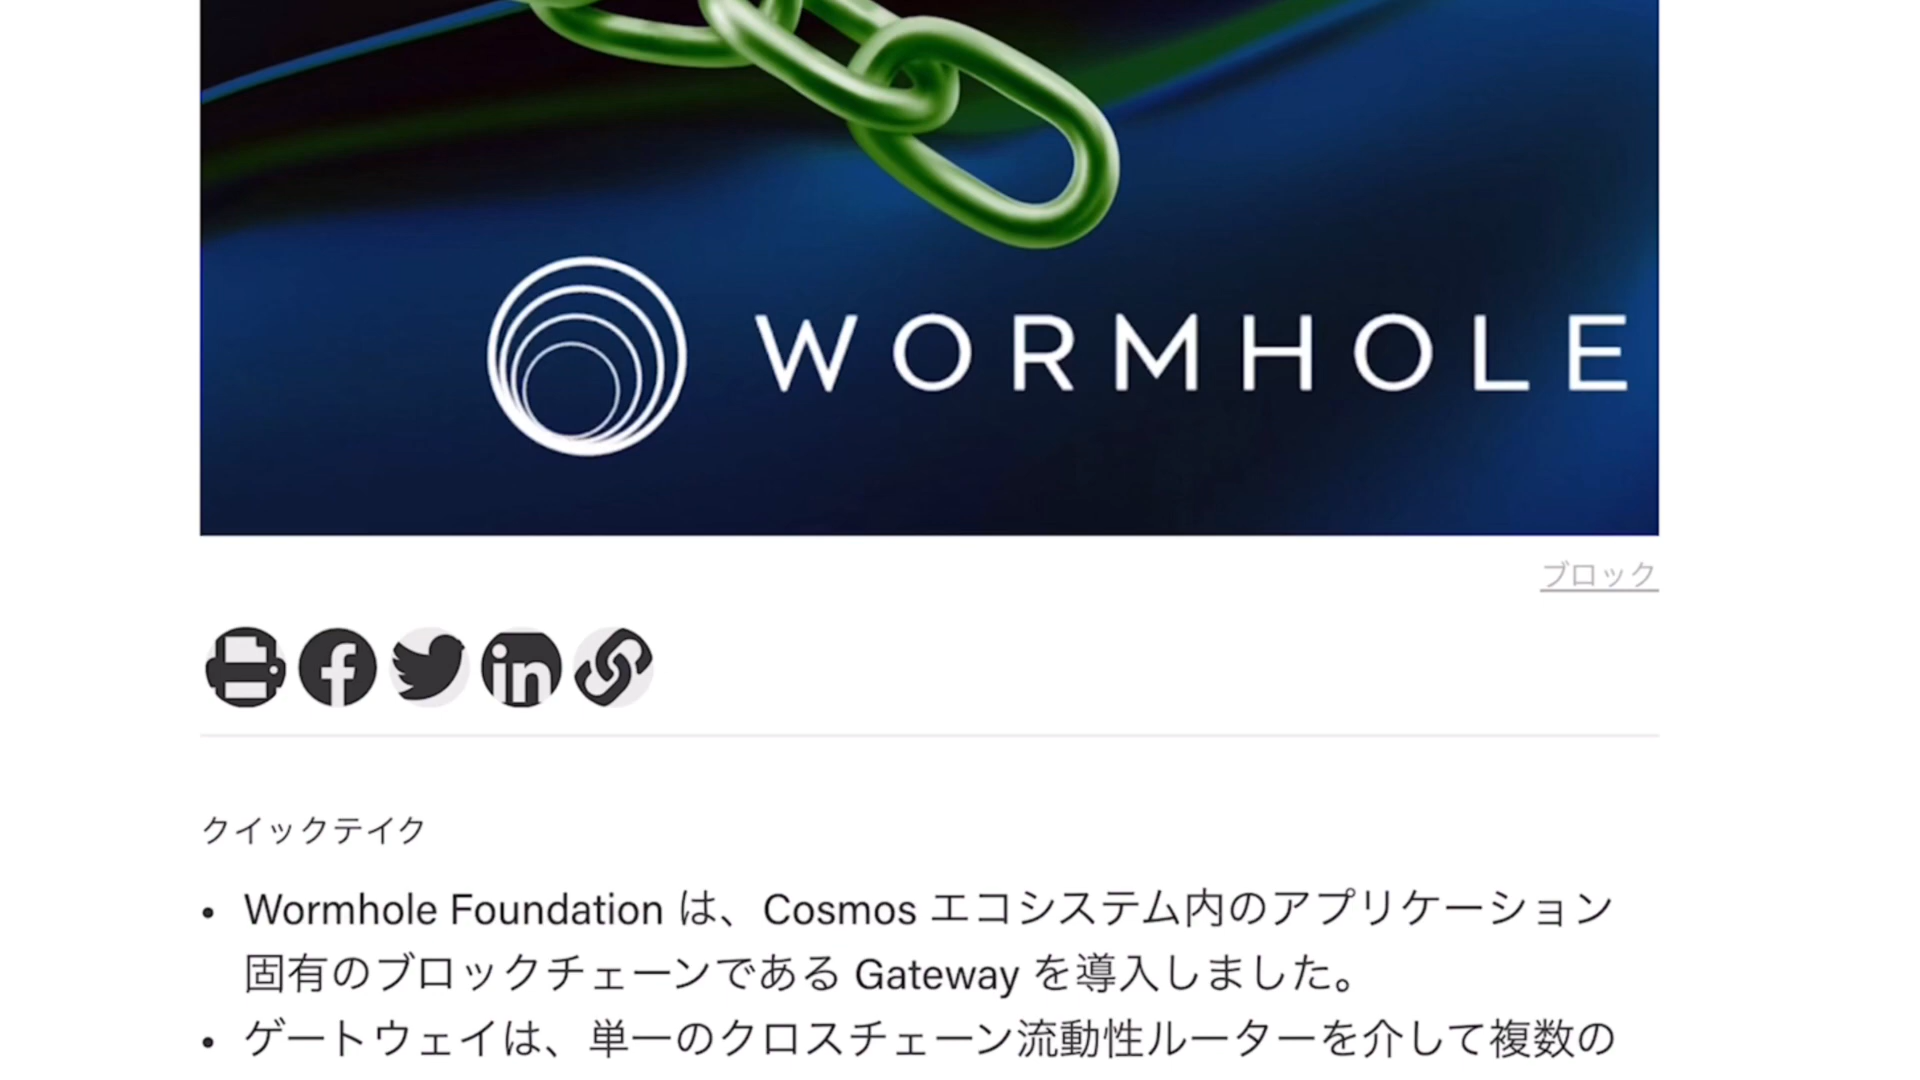 WORMHOLE
ブロック
クイックテイク
• Wormhole Foundation は、Cosmos エコシステム内のアプリケーション
固有のブロックチェーンである Gateway を導入しました。
• ゲートウェイは、単一のクロスチェーン流動性ルーターを介して複数の